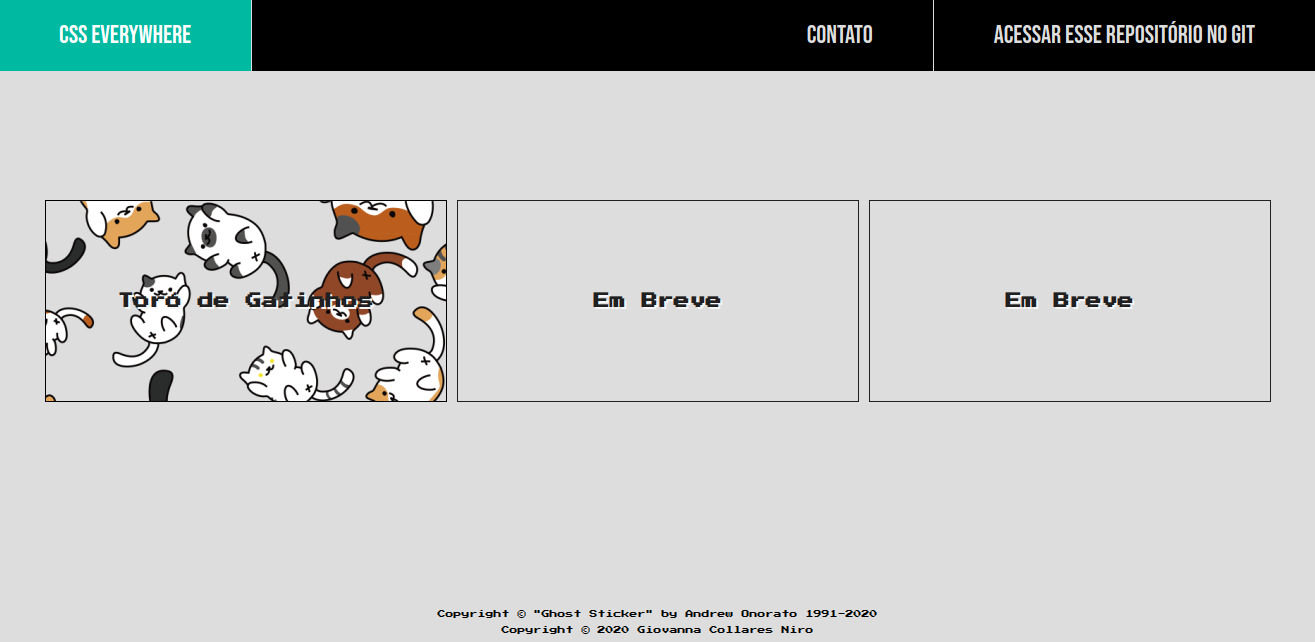 CSS EVERYWHERE
CONTATO
ACESSAR ESSE REPOSITÓRIO NO GIT
Toró de Gatinhos
Em Breve
Em Breve
Copyright © "Ghost Sticker" by Andrew Onorato 1991-2020
Copyright © 2020 Giovanna Collares Niro